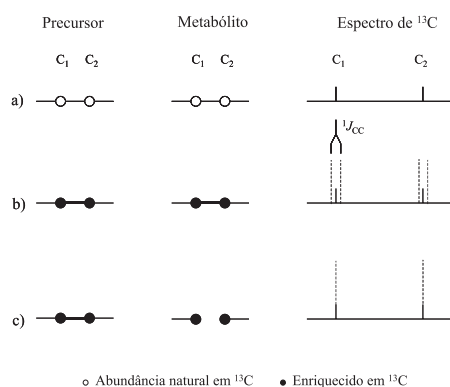 Precursor Metabólito Espectro de ¹³C
C₁ C₂ C₁ C₂ C₁ C₂
a)
¹J_CC
b)
c)
○ Abundância natural em ¹³C ● Enriquecido em ¹³C